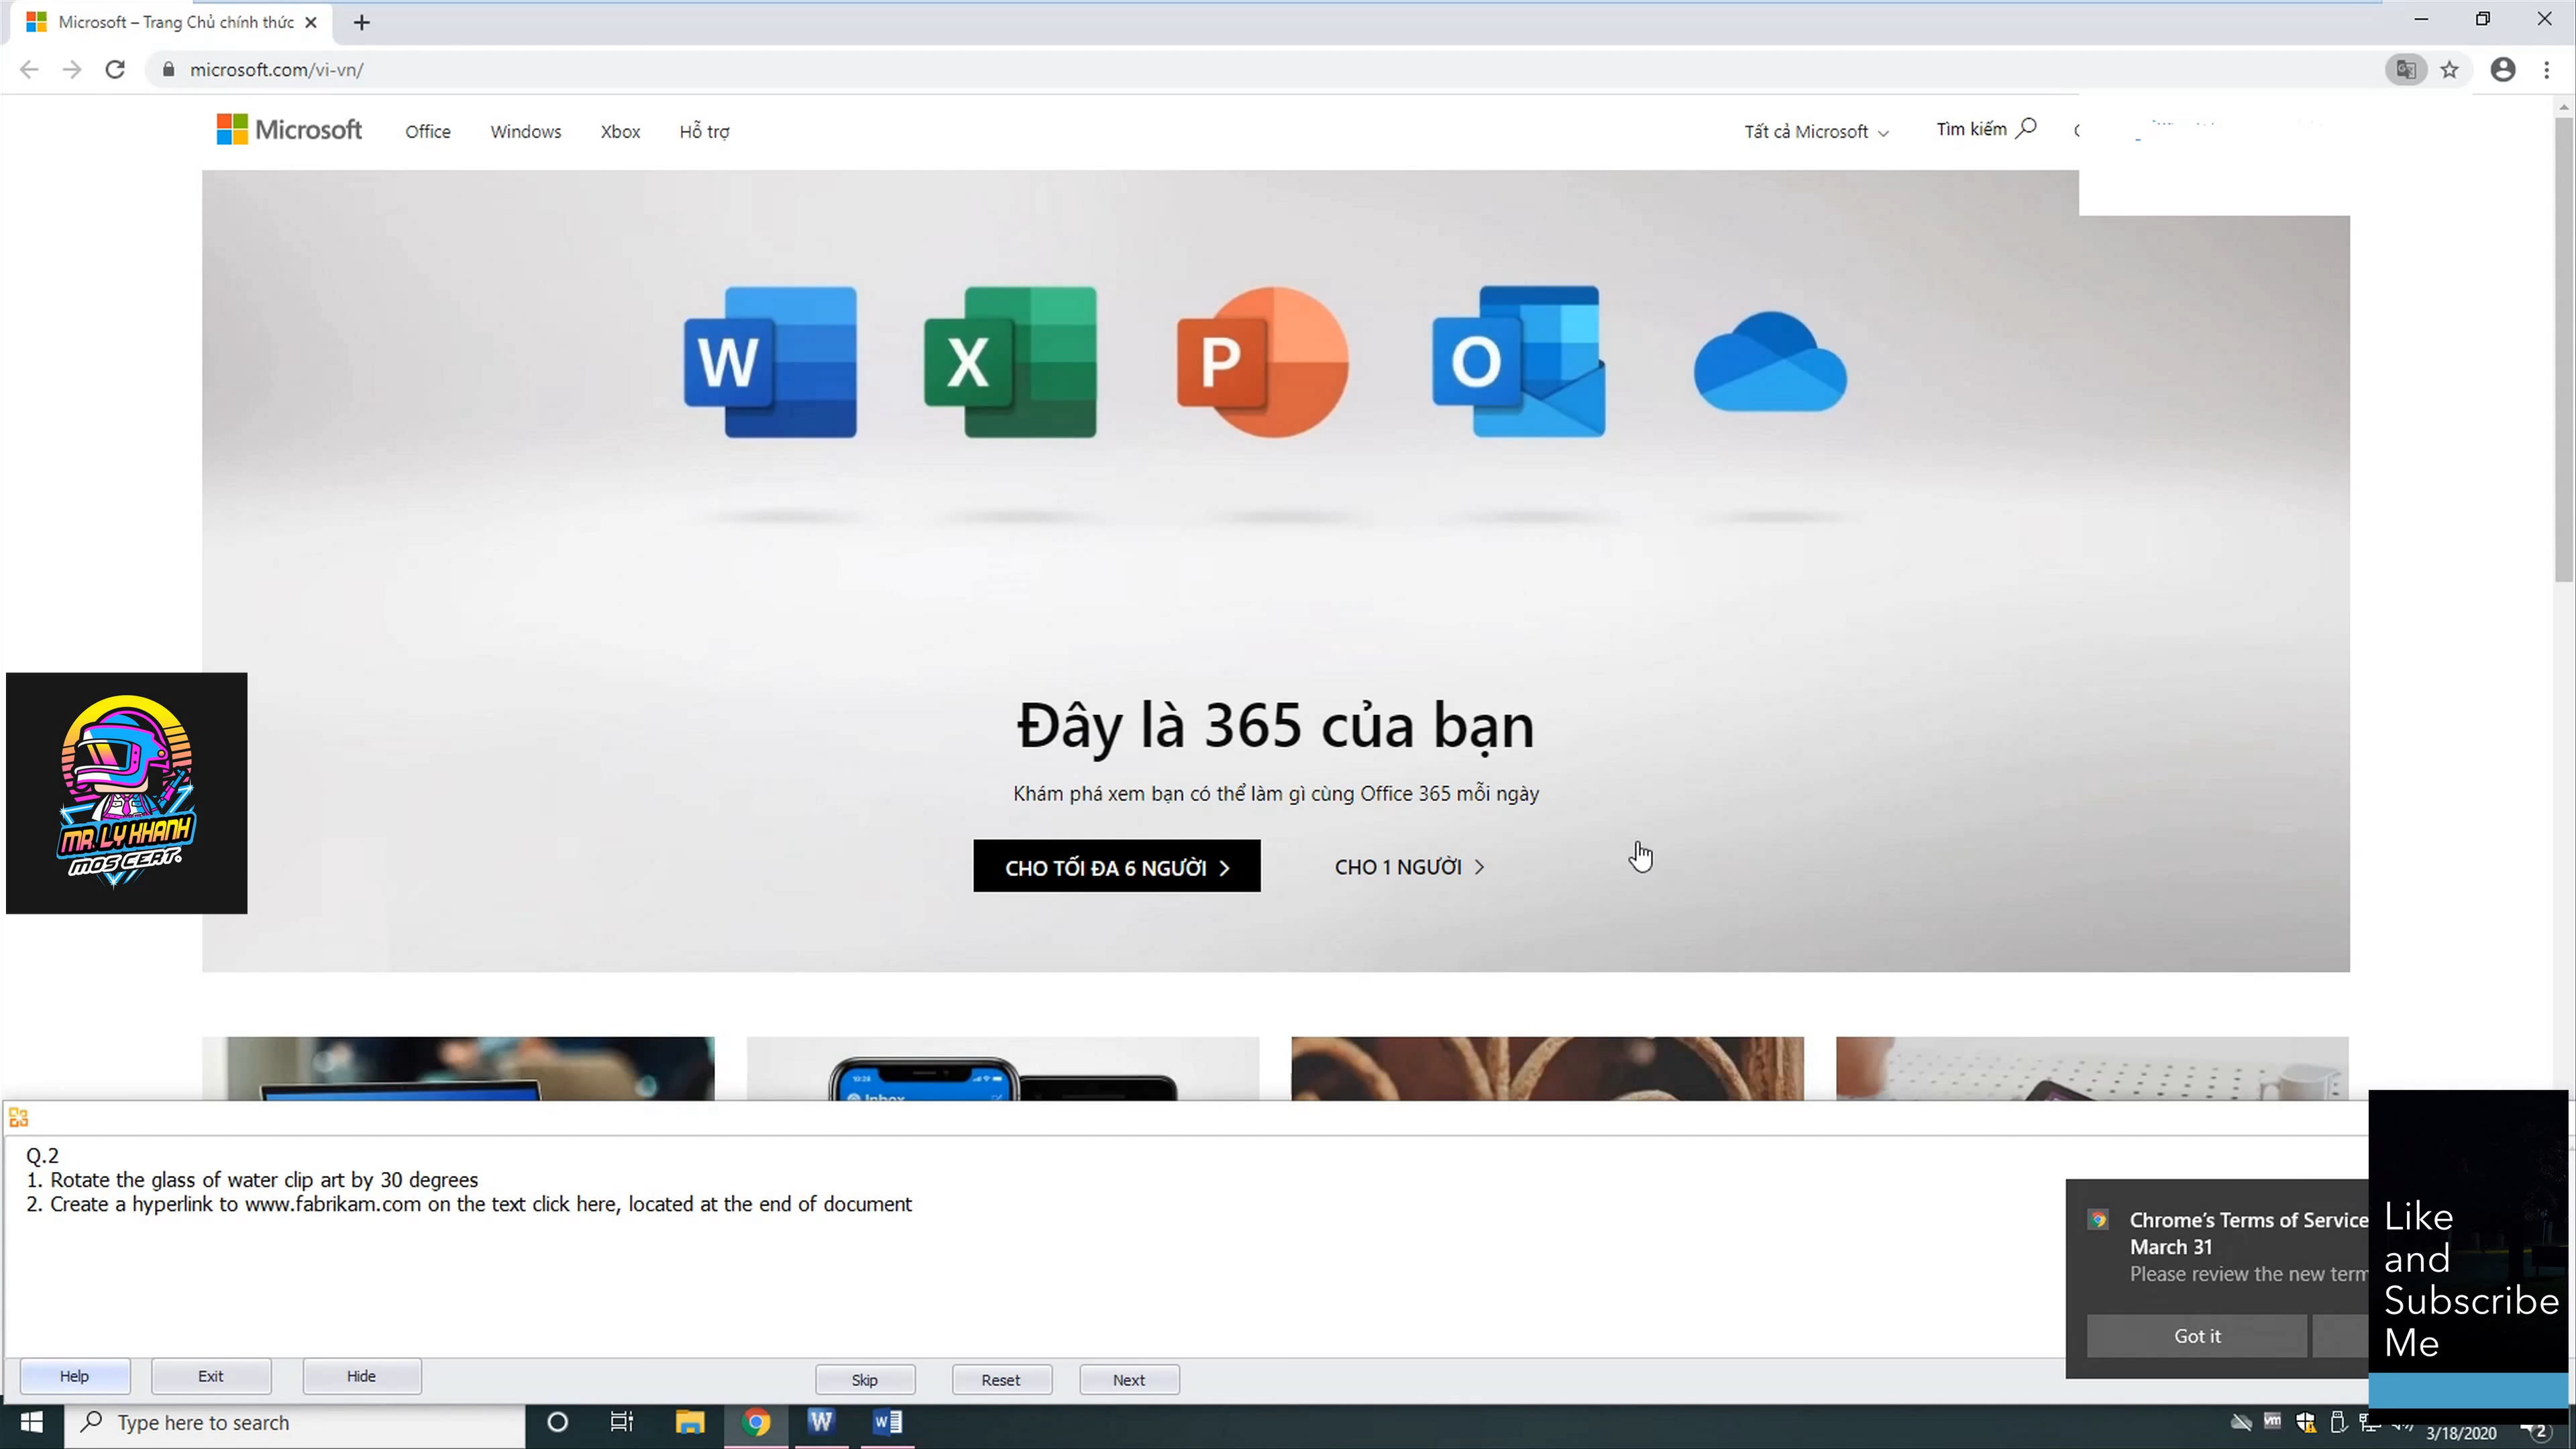 Microsoft – Trang Chủ chính thức
microsoft.com/vi-vn/
Microsoft
Office
Windows
Xbox
Hỗ trợ
Tất cả Microsoft
Tìm kiếm
W
X
P
O
Đây là 365 của bạn
Khám phá xem bạn có thể làm gì cùng Office 365 mỗi ngày
CHO TỐI ĐA 6 NGƯỜI
CHO 1 NGƯỜI
MR. LY KHANH
MOS CERT.
10:28
Inbox
Q.2
1. Rotate the glass of water clip art by 30 degrees
2. Create a hyperlink to www.fabrikam.com on the text click here, located at the end of document
Chrome's Terms of Service
March 31
Please review the new term
Got it
Like
and
Subscribe
Me
Help
Exit
Hide
Skip
Reset
Next
Type here to search
W
W
vm
3/18/2020
2